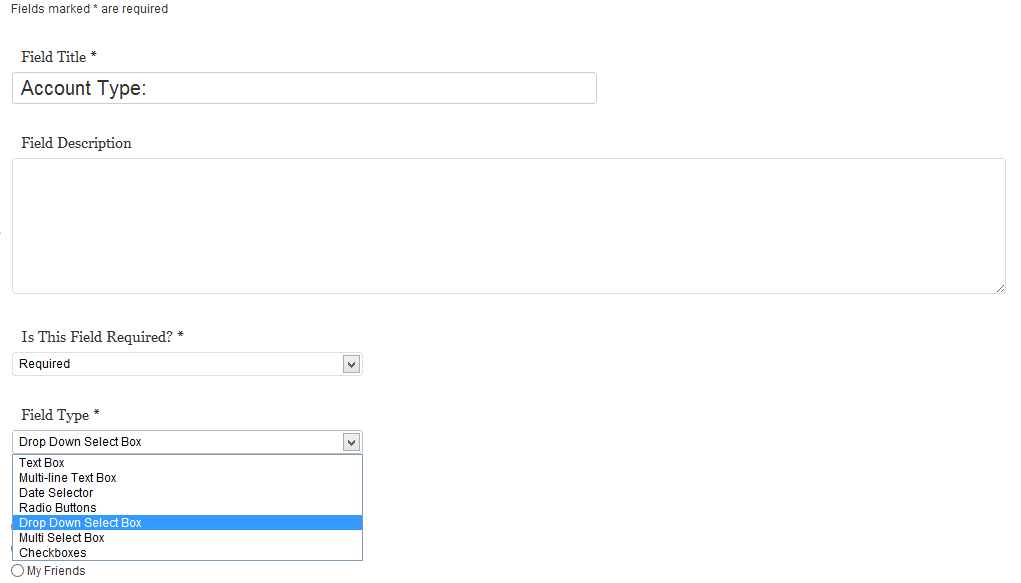 Fields marked * are required
Field Title *
Account Type:
Field Description
Is This Field Required? *
Required
Field Type *
Drop Down Select Box
Text Box
Multi-line Text Box
Date Selector
Radio Buttons
Drop Down Select Box
Multi Select Box
Checkboxes
My Friends